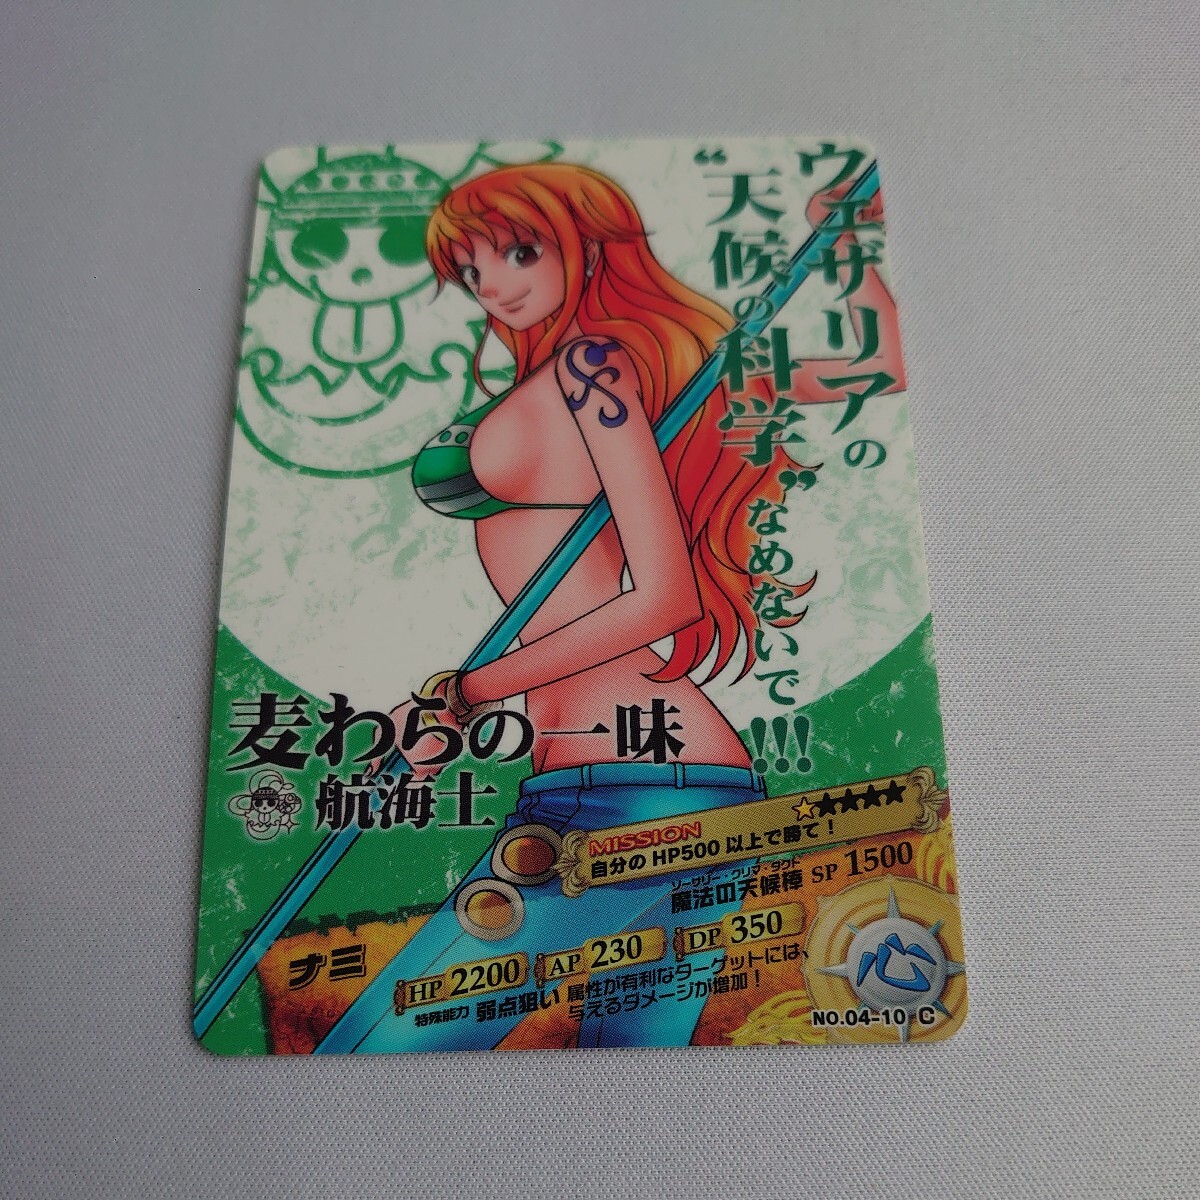 ウェザリアの
“天候の科学”なめないで!!!
麦わらの一味
航海士
MISSION ★★★★★
自分のHP500以上で勝て!
ソーサリー・クリマ・タクト
魔法の天候棒 SP 1500
ナミ
HP 2200 AP 230 DP 350
特殊能力 弱点狙い 属性が有利なターゲットには、
与えるダメージが増加!
心
NO.04-10 C